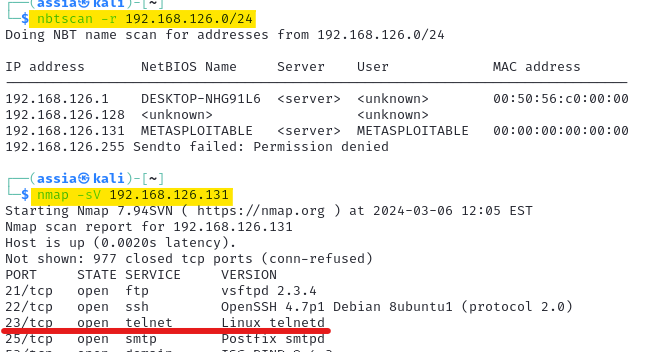 ┌──(assia㉿kali)-[~]
└─$ nbtscan -r 192.168.126.0/24
Doing NBT name scan for addresses from 192.168.126.0/24
IP address       NetBIOS Name     Server    User             MAC address
192.168.126.1    DESKTOP-NHG91L6  <server>  <unknown>        00:50:56:c0:00:00
192.168.126.128  <unknown>                  <unknown>
192.168.126.131  METASPLOITABLE   <server>  METASPLOITABLE   00:00:00:00:00:00
192.168.126.255 Sendto failed: Permission denied
┌──(assia㉿kali)-[~]
└─$ nmap -sV 192.168.126.131
Starting Nmap 7.94SVN ( https://nmap.org ) at 2024-03-06 12:05 EST
Nmap scan report for 192.168.126.131
Host is up (0.0020s latency).
Not shown: 977 closed tcp ports (conn-refused)
PORT     STATE SERVICE     VERSION
21/tcp   open  ftp         vsftpd 2.3.4
22/tcp   open  ssh         OpenSSH 4.7p1 Debian 8ubuntu1 (protocol 2.0)
23/tcp   open  telnet      Linux telnetd
25/tcp   open  smtp        Postfix smtpd